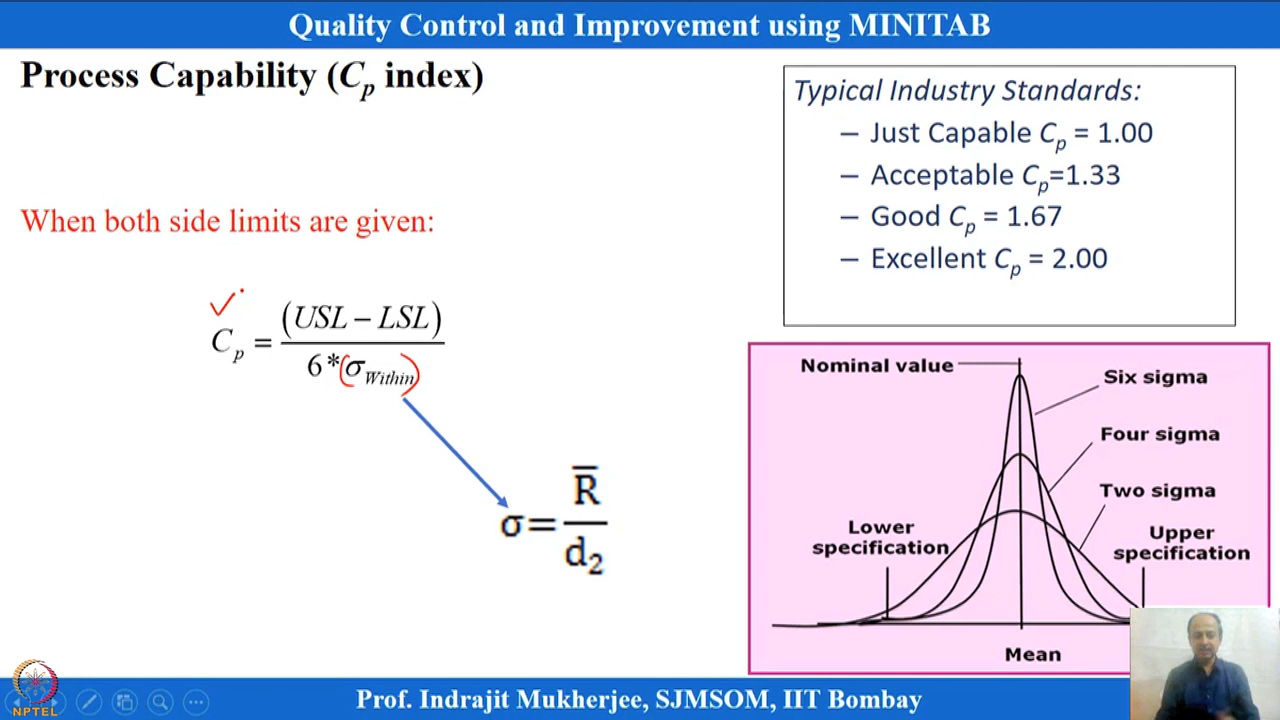 Quality Control and Improvement using MINITAB
Process Capability (Cp index)
When both side limits are given:
Cp = (USL – LSL) / 6*(σWithin)
σ = R̅ / d₂
Typical Industry Standards:
– Just Capable Cp = 1.00
– Acceptable Cp=1.33
– Good Cp = 1.67
– Excellent Cp = 2.00
Nominal value
Six sigma
Four sigma
Two sigma
Lower
specification
Upper
specification
Mean
NPTEL
Prof. Indrajit Mukherjee, SJMSOM, IIT Bombay